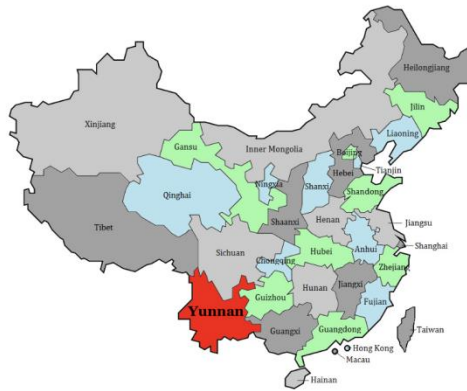 Heilongjiang
Jilin
Xinjiang
Liaoning
Gansu
Inner Mongolia
Beijing
Tianjin
Hebei
Ningxia
Shanxi
Shandong
Qinghai
Shaanxi
Henan
Jiangsu
Tibet
Shanghai
Sichuan
Anhui
Hubei
Chongqing
Zhejiang
Hunan
Jiangxi
Guizhou
Fujian
Yunnan
Guangxi
Guangdong
Taiwan
Hong Kong
Macau
Hainan